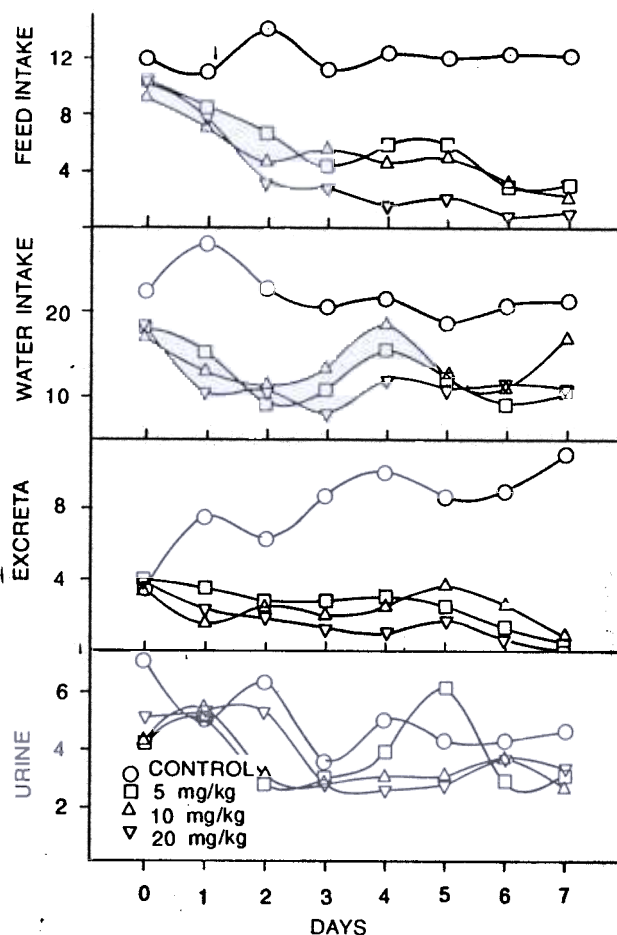 FEED INTAKE
12
8
4
WATER INTAKE
20
10
EXCRETA
8
4
URINE
6
4
2
CONTROL
5 mg/kg
10 mg/kg
20 mg/kg
0 1 2 3 4 5 6 7
DAYS